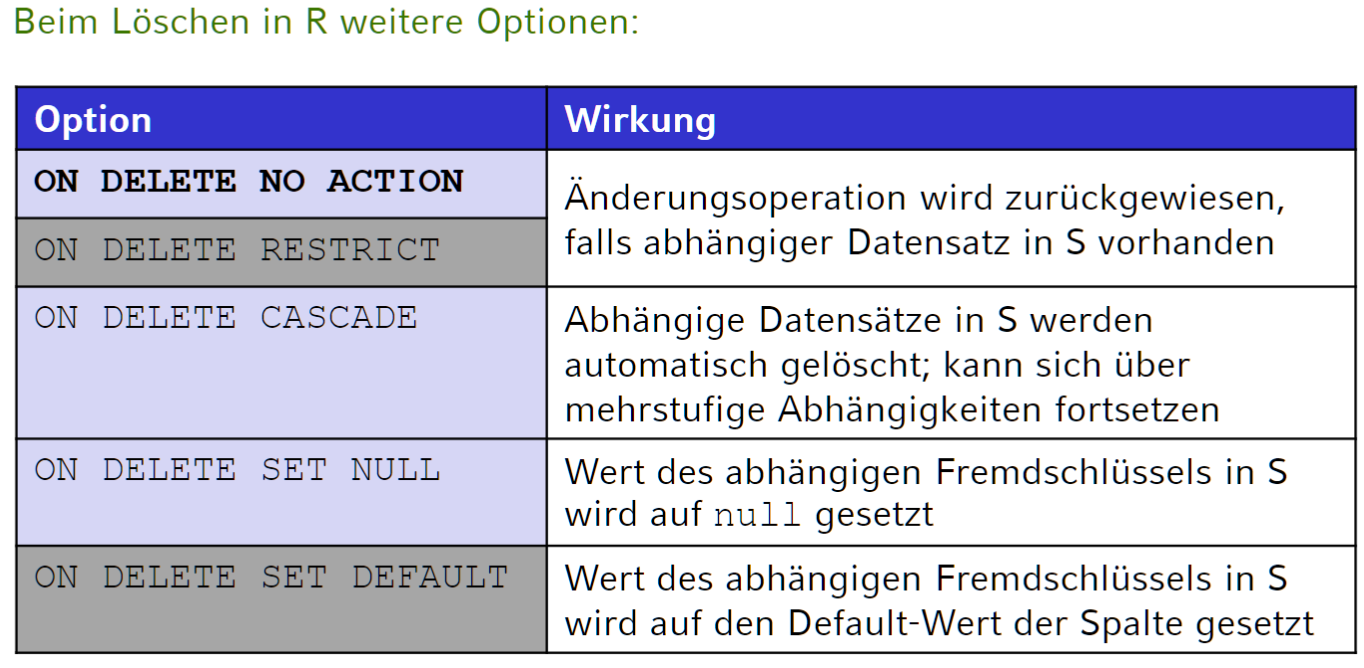 Beim Löschen in R weitere Optionen:
Option
Wirkung
ON DELETE NO ACTION
ON DELETE RESTRICT
Änderungsoperation wird zurückgewiesen,
falls abhängiger Datensatz in S vorhanden
ON DELETE CASCADE
Abhängige Datensätze in S werden
automatisch gelöscht; kann sich über
mehrstufige Abhängigkeiten fortsetzen
ON DELETE SET NULL
Wert des abhängigen Fremdschlüssels in S
wird auf null gesetzt
ON DELETE SET DEFAULT
Wert des abhängigen Fremdschlüssels in S
wird auf den Default-Wert der Spalte gesetzt